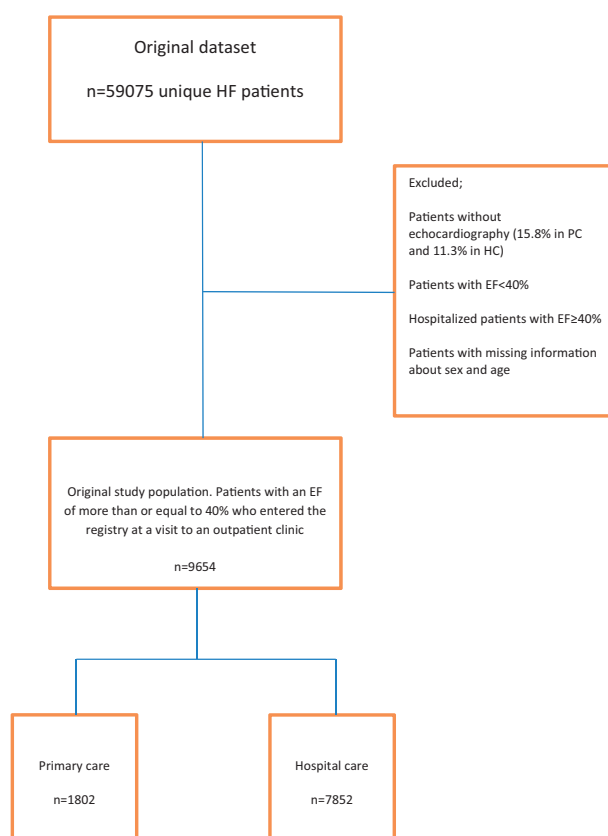 Original dataset
n=59075 unique HF patients
Excluded;
Patients without
echocardiography (15.8% in PC
and 11.3% in HC)
Patients with EF<40%
Hospitalized patients with EF≥40%
Patients with missing information
about sex and age
Original study population. Patients with an EF
of more than or equal to 40% who entered the
registry at a visit to an outpatient clinic
n=9654
Primary care
n=1802
Hospital care
n=7852